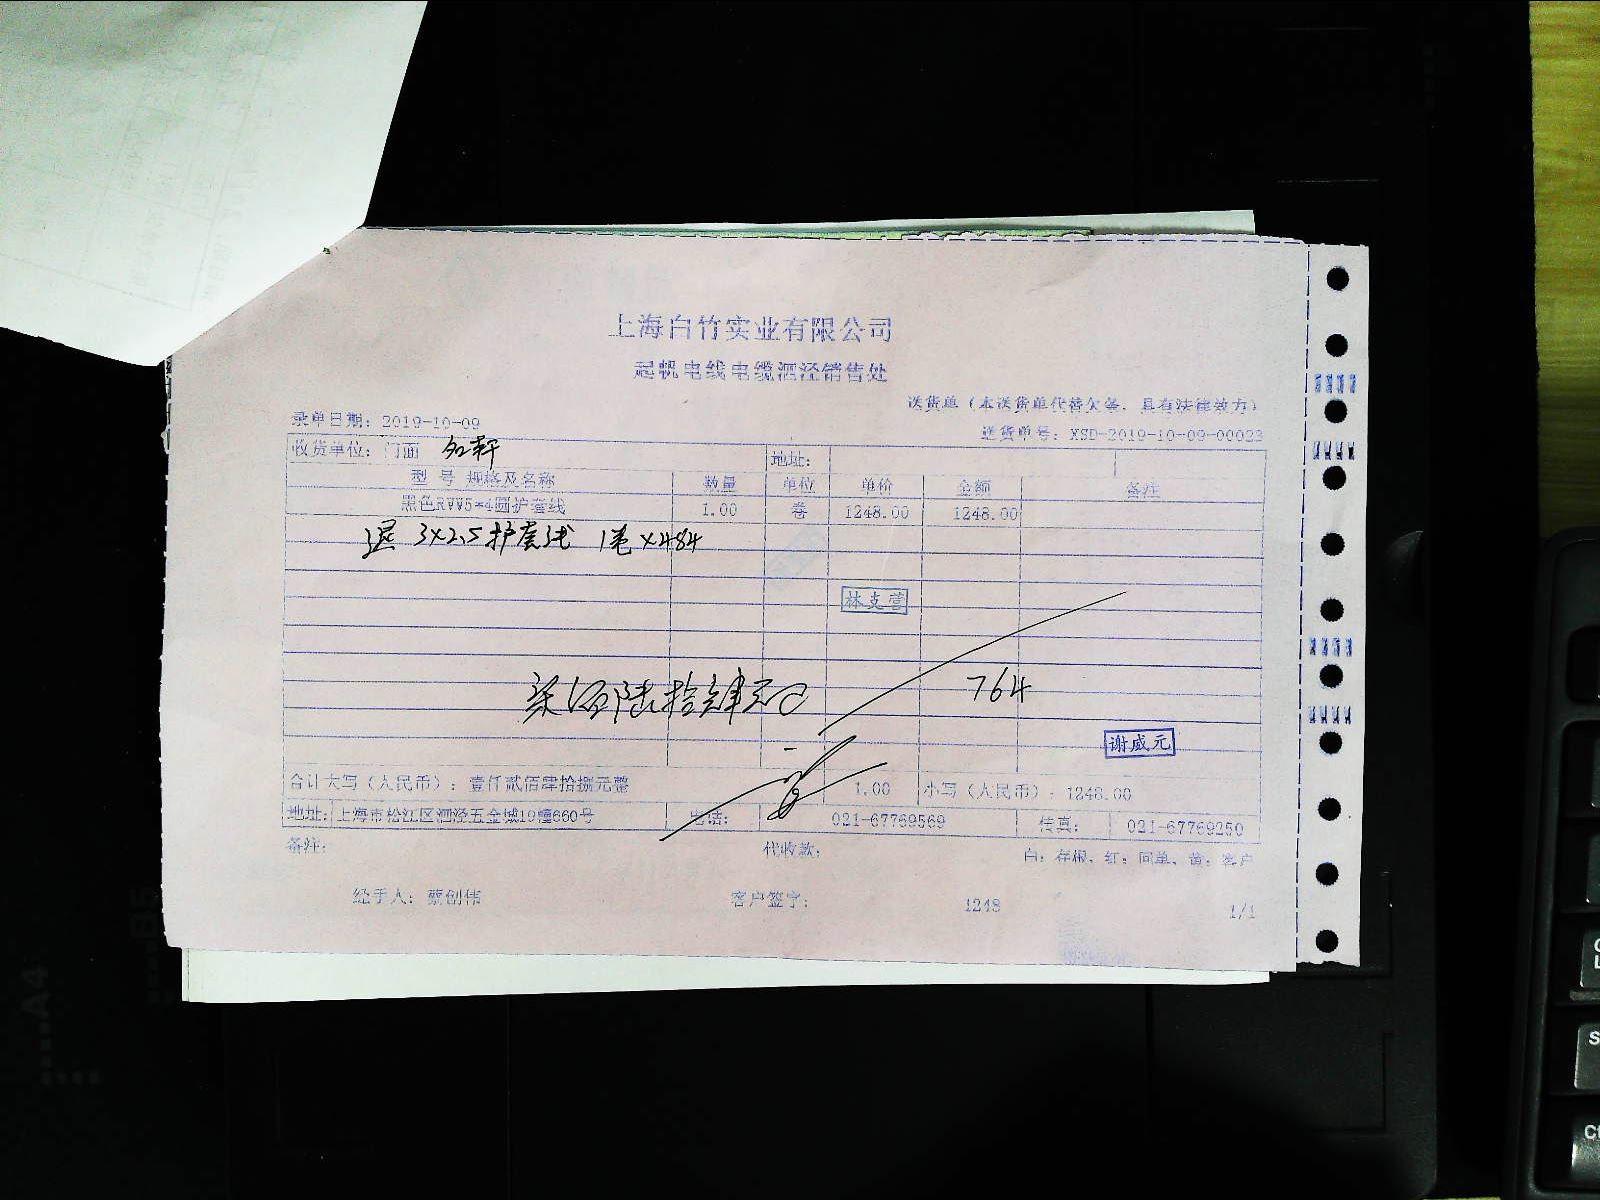 上海白竹实业有限公司
起帆电线电缆泗泾销售处
送货单（本送货单代替欠条，具有法律效力）
录单日期：2019-10-09
送货单号：XSD-2019-10-09-00023
收货单位：门面 地址：
型号 规格及名称 数量 单位 单价 金额 备注
黑色RVV5*4圆护套线 1.00 卷 1248.00 1248.00
退 3×2.5护套线 1卷×484
林支营
柒佰陆拾肆元 764
谢威元
合计大写（人民币）：壹仟贰佰肆拾捌元整 1.00 小写（人民币）：1248.00
地址：上海市松江区泗泾五金城10幢660号 电话： 021-67769569 传真： 021-67769250
备注： 代收款： 白：存根、红：回单、黄：客户
经手人：蔡创伟 客户签字： 1248 1/1
A4
B5